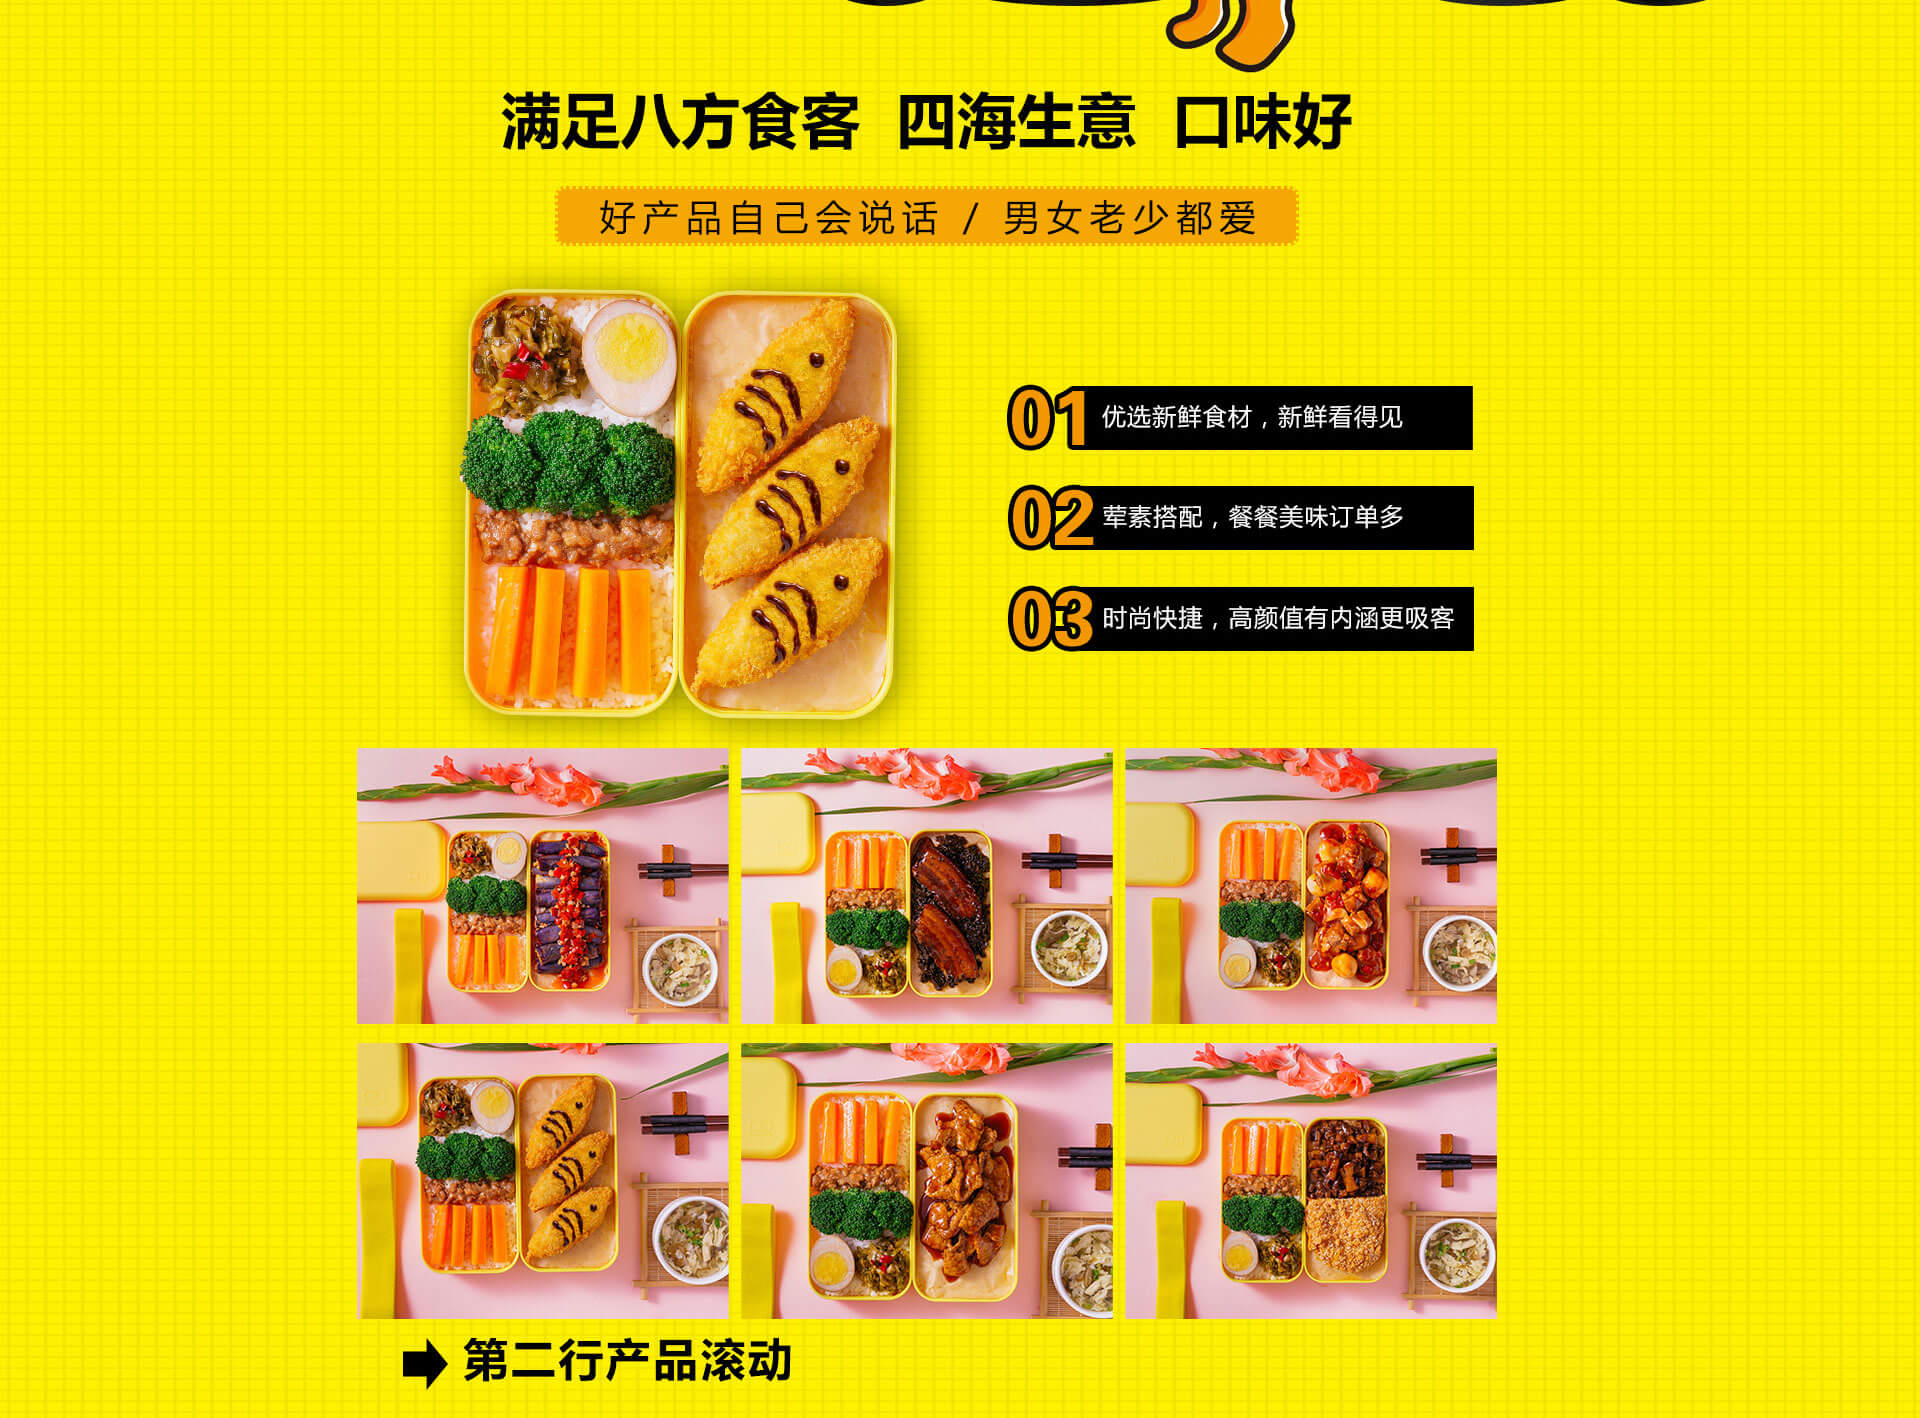 满足八方食客 四海生意 口味好
好产品自己会说话 / 男女老少都爱
01 优选新鲜食材，新鲜看得见
02 荤素搭配，餐餐美味订单多
03 时尚快捷，高颜值有内涵更吸客
第二行产品滚动